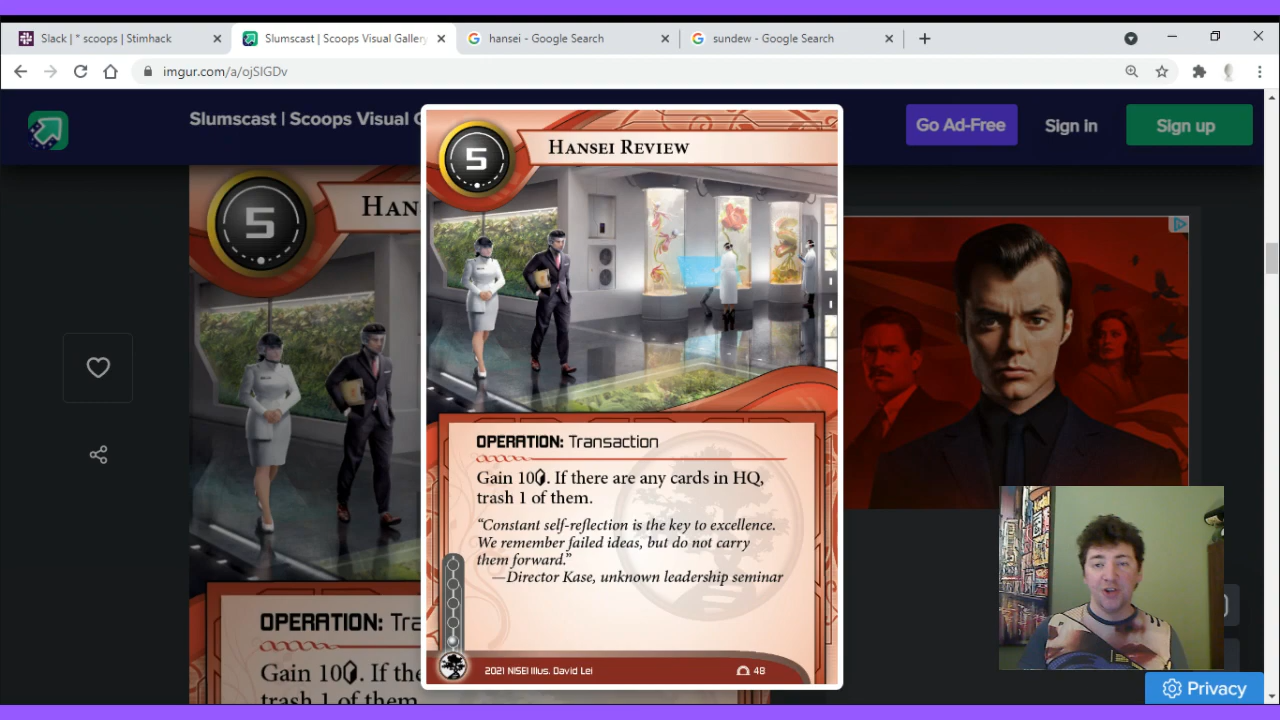 Slack | * scoops | Stimhack
Slumscast | Scoops Visual Gallery
hansei - Google Search
sundew - Google Search
imgur.com/a/ojSIGDv
Slumscast | Scoops Visual G
Go Ad-Free
Sign in
Sign up
5
HANSEI REVIEW
5
HAN
OPERATION: Transaction
Gain 10. If there are any cards in HQ,
trash 1 of them.
“Constant self-reflection is the key to excellence.
We remember failed ideas, but do not carry
them forward.”
—Director Kase, unknown leadership seminar
2021 NISEI Illus. David Lei
48
OPERATION: Tra
Gain 10. If the
trash 1 of them.
Privacy